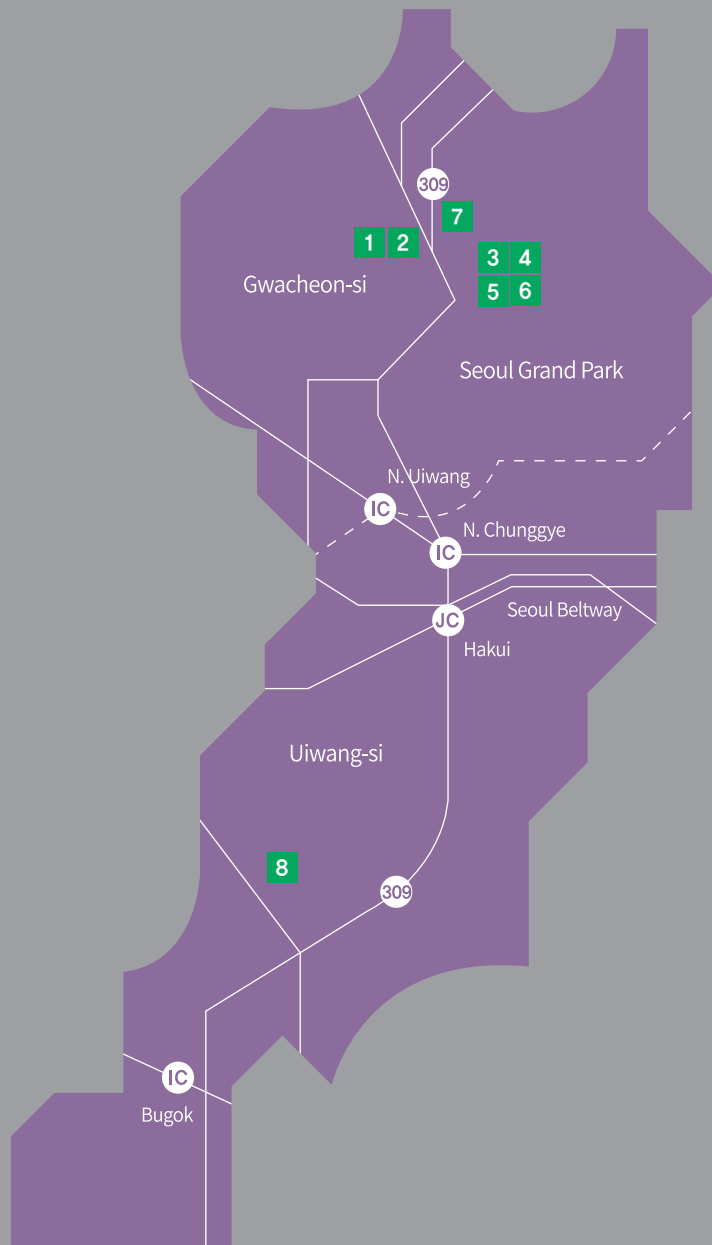 309
7
1 2
3 4
5 6
Gwacheon-si
Seoul Grand Park
N. Uiwang
IC
N. Chunggye
IC
Seoul Beltway
JC
Hakui
Uiwang-si
8
309
IC
Bugok